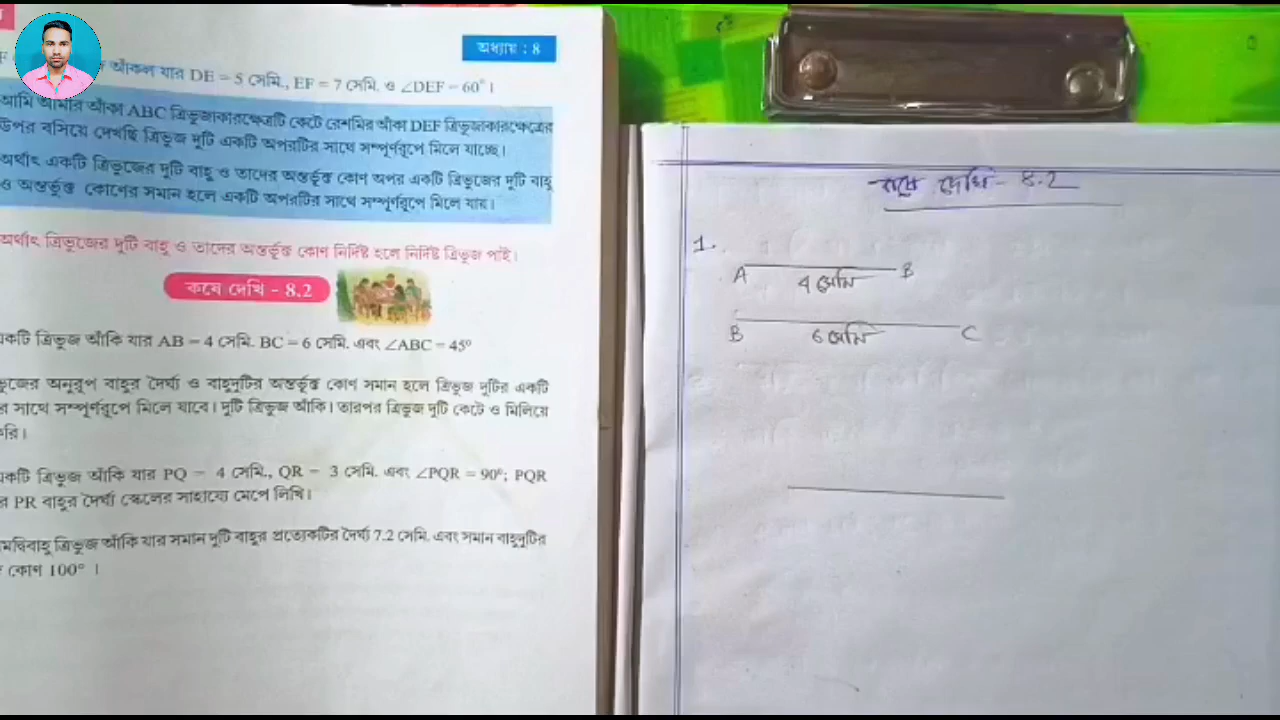 অধ্যায় : 8
আঁকল যার DE = 5 সেমি., EF = 7 সেমি. ও ∠DEF = 60° ।
আমি আমার আঁকা ABC ত্রিভুজাকারক্ষেত্রটি কেটে রেশমির আঁকা DEF ত্রিভুজাকারক্ষেত্রের
উপর বসিয়ে দেখছি ত্রিভুজ দুটি একটি অপরটির সাথে সম্পূর্ণরূপে মিলে যাচ্ছে।
অর্থাৎ একটি ত্রিভুজের দুটি বাহু ও তাদের অন্তর্ভূক্ত কোণ অপর একটি ত্রিভুজের দুটি বাহু
ও অন্তর্ভূক্ত কোণের সমান হলে একটি অপরটির সাথে সম্পূর্ণরূপে মিলে যায়।
অর্থাৎ ত্রিভুজের দুটি বাহু ও তাদের অন্তর্ভূক্ত কোণ নির্দিষ্ট হলে নির্দিষ্ট ত্রিভুজ পাই।
কষে দেখি - 8.2
ত্রিভুজ আঁকি যার AB = 4 সেমি. BC = 6 সেমি. এবং ∠ABC = 45°
অনুরূপ বাহুর দৈর্ঘ্য ও বাহুদুটির অন্তর্ভূক্ত কোণ সমান হলে ত্রিভুজ দুটির একটি
সাথে সম্পূর্ণরূপে মিলে যাবে। দুটি ত্রিভুজ আঁকি। তারপর ত্রিভুজ দুটি কেটে ও মিলিয়ে
ত্রিভুজ আঁকি যার PQ = 4 সেমি., QR = 3 সেমি. এবং ∠PQR = 90°; PQR
PR বাহুর দৈর্ঘ্য স্কেলের সাহায্যে মেপে লিখি।
ত্রিভুজ আঁকি যার সমান দুটি বাহুর প্রত্যেকটির দৈর্ঘ্য 7.2 সেমি. এবং সমান বাহুদুটির
কোণ 100° ।
কষে দেখি - 8.2
1.
A 4 সেমি B
B 6 সেমি C